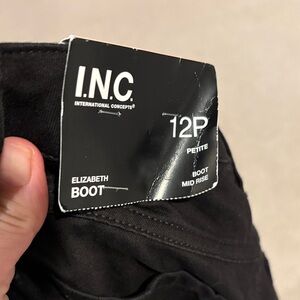 I.N.C.
INTERNATIONAL CONCEPTS®
12P
PETITE
ELIZABETH
BOOT
BOOT
MID RISE